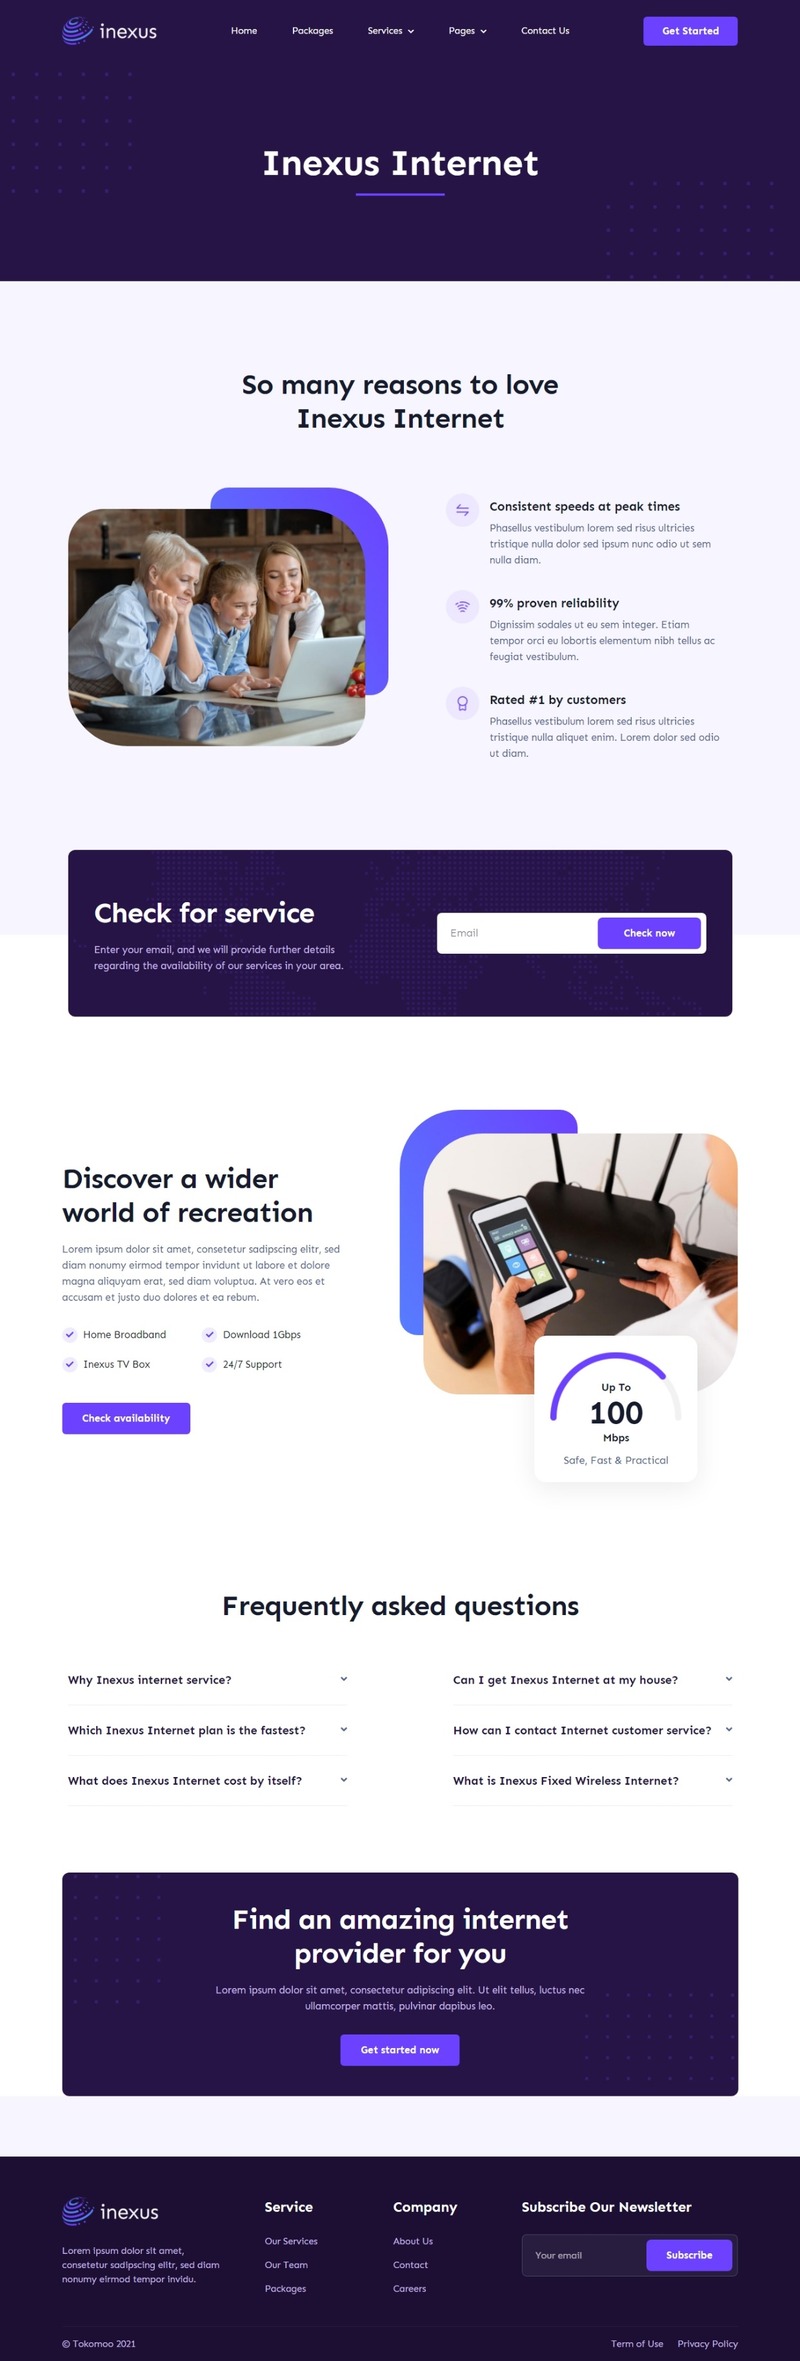 inexus
Home
Packages
Services
Pages
Contact Us
Get Started
Inexus Internet
So many reasons to love
Inexus Internet
Consistent speeds at peak times
Phasellus vestibulum lorem sed risus ultricies
tristique nulla dolor sed ipsum nunc odio ut sem
nulla diam.
99% proven reliability
Dignissim sodales ut eu sem integer. Etiam
tempor orci eu lobortis elementum nibh tellus ac
feugiat vestibulum.
Rated #1 by customers
Phasellus vestibulum lorem sed risus ultricies
tristique nulla aliquet enim. Lorem dolor sed odio
ut diam.
Check for service
Enter your email, and we will provide further details
regarding the availability of our services in your area.
Email
Check now
Discover a wider
world of recreation
Lorem ipsum dolor sit amet, consetetur sadipscing elitr, sed
diam nonumy eirmod tempor invidunt ut labore et dolore
magna aliquyam erat, sed diam voluptua. At vero eos et
accusam et justo duo dolores et ea rebum.
Home Broadband
Download 1Gbps
Inexus TV Box
24/7 Support
Check availability
Up To
100
Mbps
Safe, Fast & Practical
Frequently asked questions
Why Inexus internet service?
Can I get Inexus Internet at my house?
Which Inexus Internet plan is the fastest?
How can I contact Internet customer service?
What does Inexus Internet cost by itself?
What is Inexus Fixed Wireless Internet?
Find an amazing internet
provider for you
Lorem ipsum dolor sit amet, consectetur adipiscing elit. Ut elit tellus, luctus nec
ullamcorper mattis, pulvinar dapibus leo.
Get started now
inexus
Lorem ipsum dolor sit amet,
consetetur sadipscing elitr, sed diam
nonumy eirmod tempor invidu.
Service
Our Services
Our Team
Packages
Company
About Us
Contact
Careers
Subscribe Our Newsletter
Your email
Subscribe
© Tokomoo 2021
Term of Use
Privacy Policy